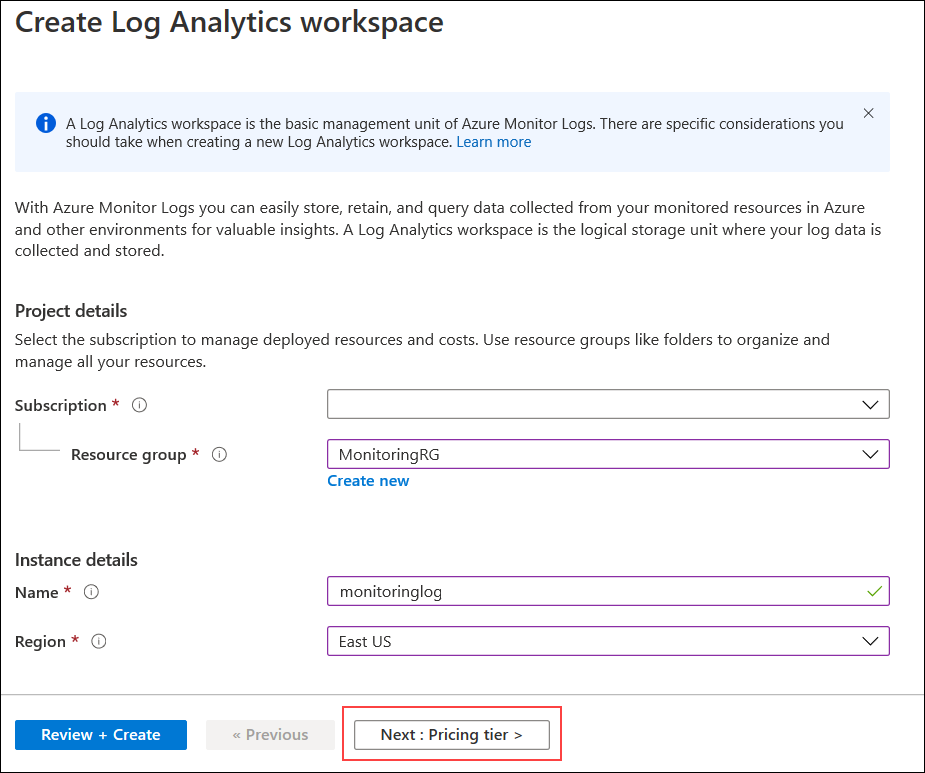 Create Log Analytics workspace
A Log Analytics workspace is the basic management unit of Azure Monitor Logs. There are specific considerations you
should take when creating a new Log Analytics workspace. Learn more
With Azure Monitor Logs you can easily store, retain, and query data collected from your monitored resources in Azure
and other environments for valuable insights. A Log Analytics workspace is the logical storage unit where your log data is
collected and stored.
Project details
Select the subscription to manage deployed resources and costs. Use resource groups like folders to organize and
manage all your resources.
Subscription *
Resource group * MonitoringRG
Create new
Instance details
Name * monitoringlog
Region * East US
Review + Create « Previous Next : Pricing tier >